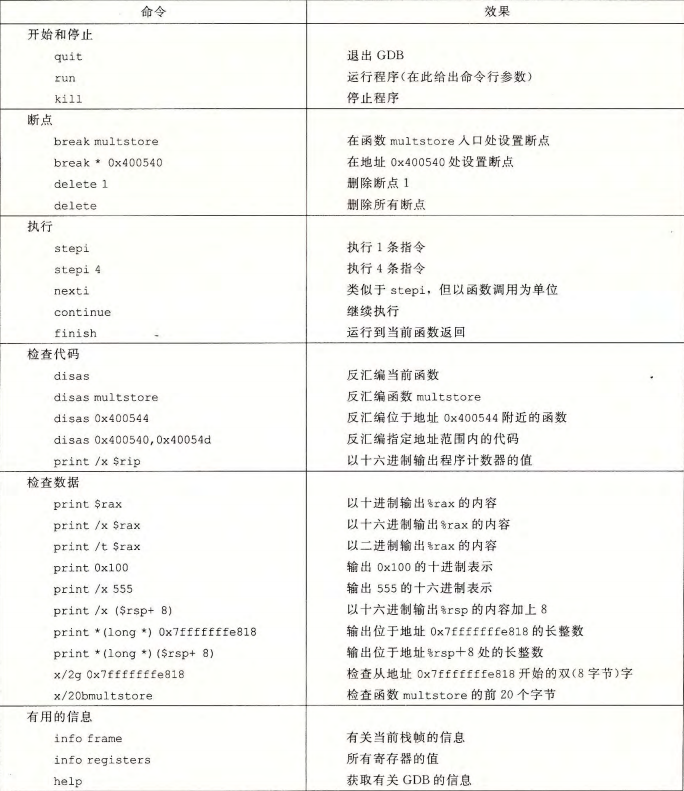 命令 效果
开始和停止
quit 退出 GDB
run 运行程序(在此给出命令行参数)
kill 停止程序
断点
break multstore 在函数 multstore 入口处设置断点
break * 0x400540 在地址 0x400540 处设置断点
delete 1 删除断点 1
delete 删除所有断点
执行
stepi 执行 1 条指令
stepi 4 执行 4 条指令
nexti 类似于 stepi，但以函数调用为单位
continue 继续执行
finish 运行到当前函数返回
检查代码
disas 反汇编当前函数
disas multstore 反汇编函数 multstore
disas 0x400544 反汇编位于地址 0x400544 附近的函数
disas 0x400540,0x40054d 反汇编指定地址范围内的代码
print /x $rip 以十六进制输出程序计数器的值
检查数据
print $rax 以十进制输出%rax 的内容
print /x $rax 以十六进制输出%rax 的内容
print /t $rax 以二进制输出%rax 的内容
print 0x100 输出 0x100 的十进制表示
print /x 555 输出 555 的十六进制表示
print /x ($rsp+ 8) 以十六进制输出%rsp 的内容加上 8
print *(long *) 0x7fffffffe818 输出位于地址 0x7fffffffe818 的长整数
print *(long *)($rsp+ 8) 输出位于地址%rsp+8 处的长整数
x/2g 0x7fffffffe818 检查从地址 0x7fffffffe818 开始的双(8 字节)字
x/20bmultstore 检查函数 multstore 的前 20 个字节
有用的信息
info frame 有关当前栈帧的信息
info registers 所有寄存器的值
help 获取有关 GDB 的信息